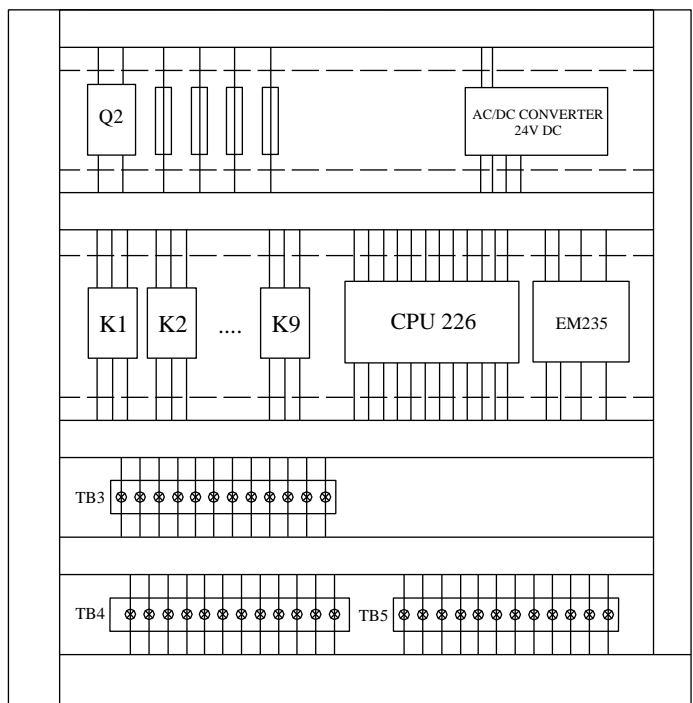 Q2
AC/DC CONVERTER
24V DC
K1
K2
....
K9
CPU 226
EM235
TB3
TB4
TB5